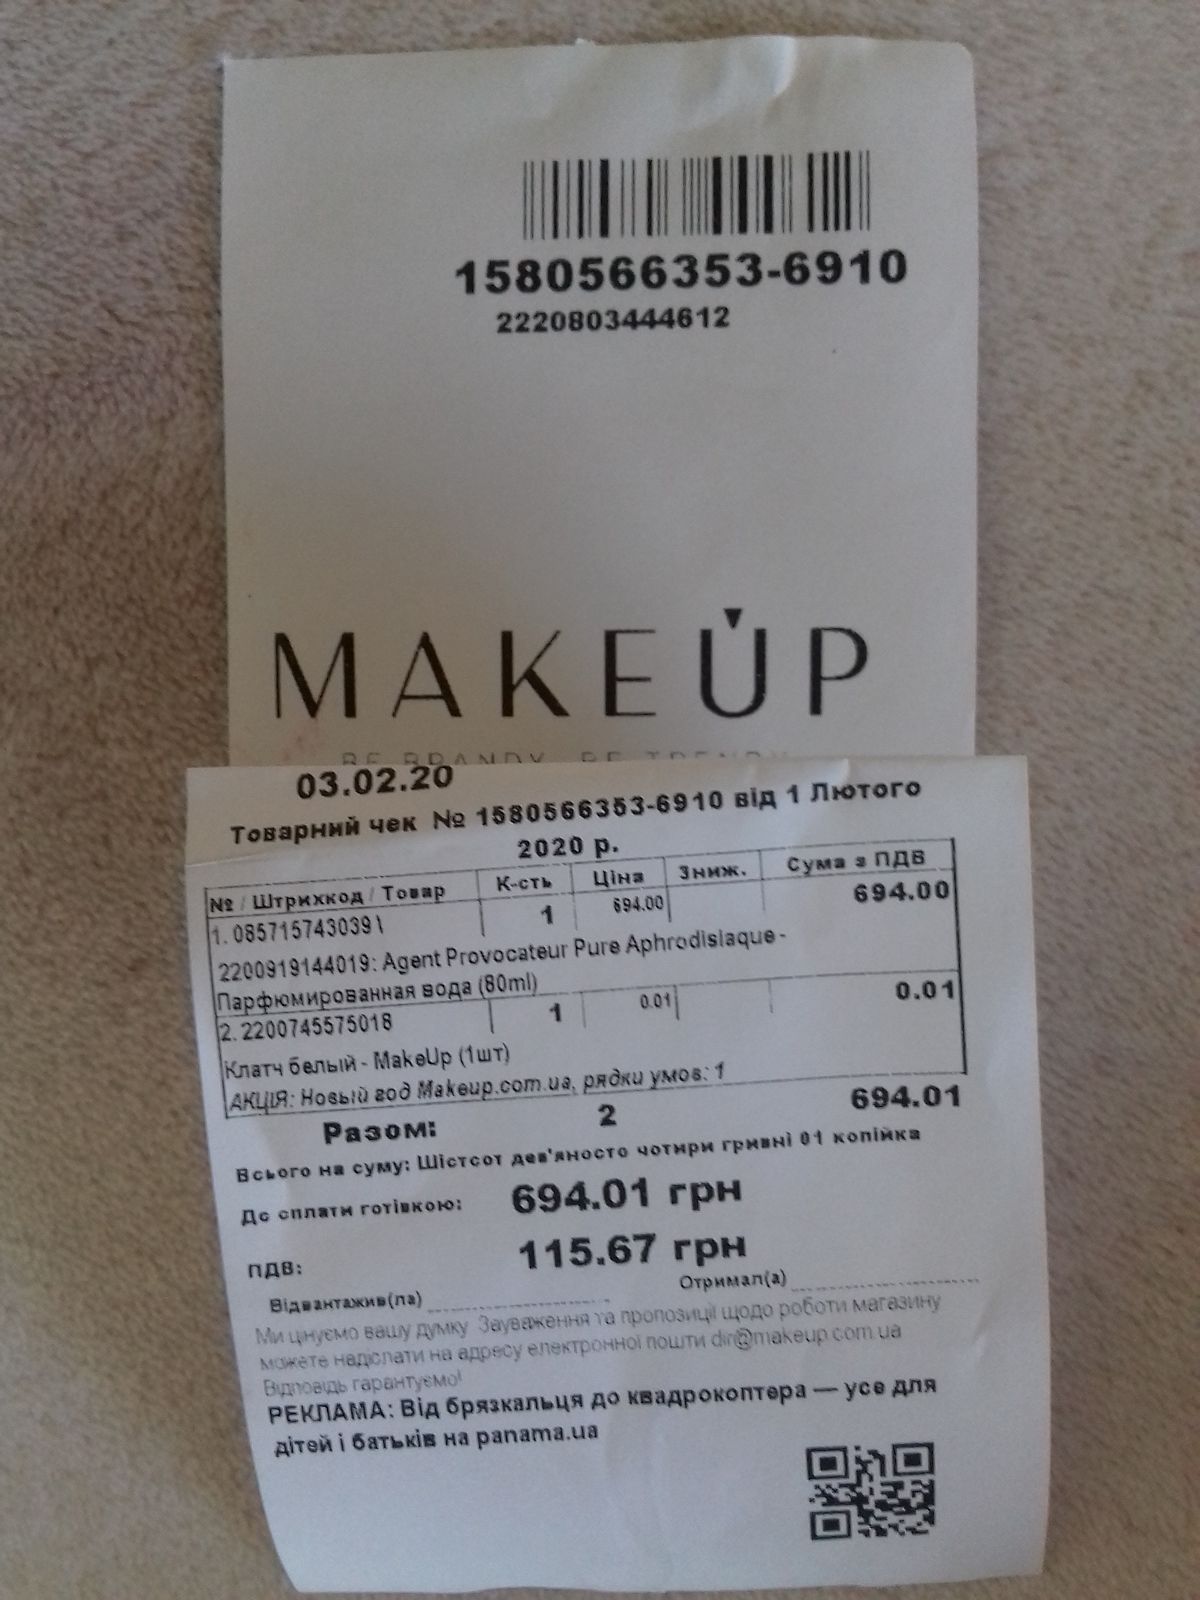 1580566353-6910
2220803444612
MAKEUP
BE BRANDY. BE TRENDY
03.02.20
Товарний чек № 1580566353-6910 від 1 Лютого
2020 р.
№ / Штрихкод / Товар К-сть Ціна Зниж. Сума з ПДВ
1. 085715743039 \ 1 694.00 694.00
2200919144019: Agent Provocateur Pure Aphrodisiaque -
Парфюмированная вода (80ml)
2. 2200745575018 1 0.01 0.01
Клатч белый - MakeUp (1шт)
АКЦІЯ: Новый год Makeup.com.ua, рядки умов: 1
Разом: 2 694.01
Всього на суму: Шістсот дев'яносто чотири гривні 01 копійка
До сплати готівкою: 694.01 грн
ПДВ: 115.67 грн
Відвантажив(ла) Отримал(а)
Ми цінуємо вашу думку Зауваження та пропозиції щодо роботи магазину
можете надіслати на адресу електронної пошти dir@makeup.com.ua
Відповідь гарантуємо!
РЕКЛАМА: Від брязкальця до квадрокоптера — усе для
дітей і батьків на panama.ua